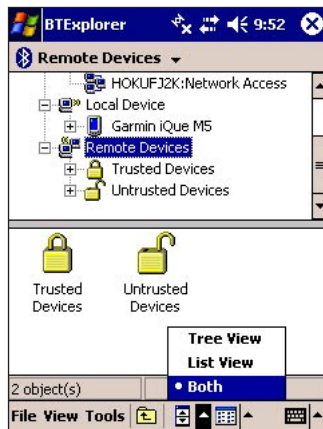 BTExplorer 9:52
Remote Devices
HOKUFJ2K:Network Access
Local Device
Garmin iQue M5
Remote Devices
Trusted Devices
Untrusted Devices
Trusted Devices
Untrusted Devices
Tree View
List View
Both
2 object(s)
File View Tools